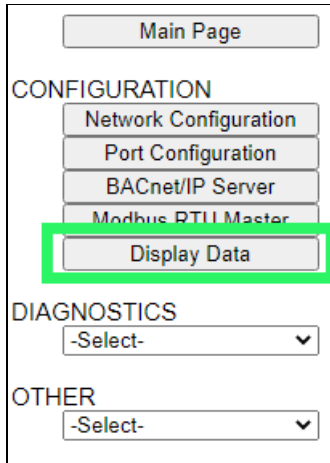 Main Page
CONFIGURATION
Network Configuration
Port Configuration
BACnet/IP Server
Modbus RTU Master
Display Data
DIAGNOSTICS
-Select-
OTHER
-Select-